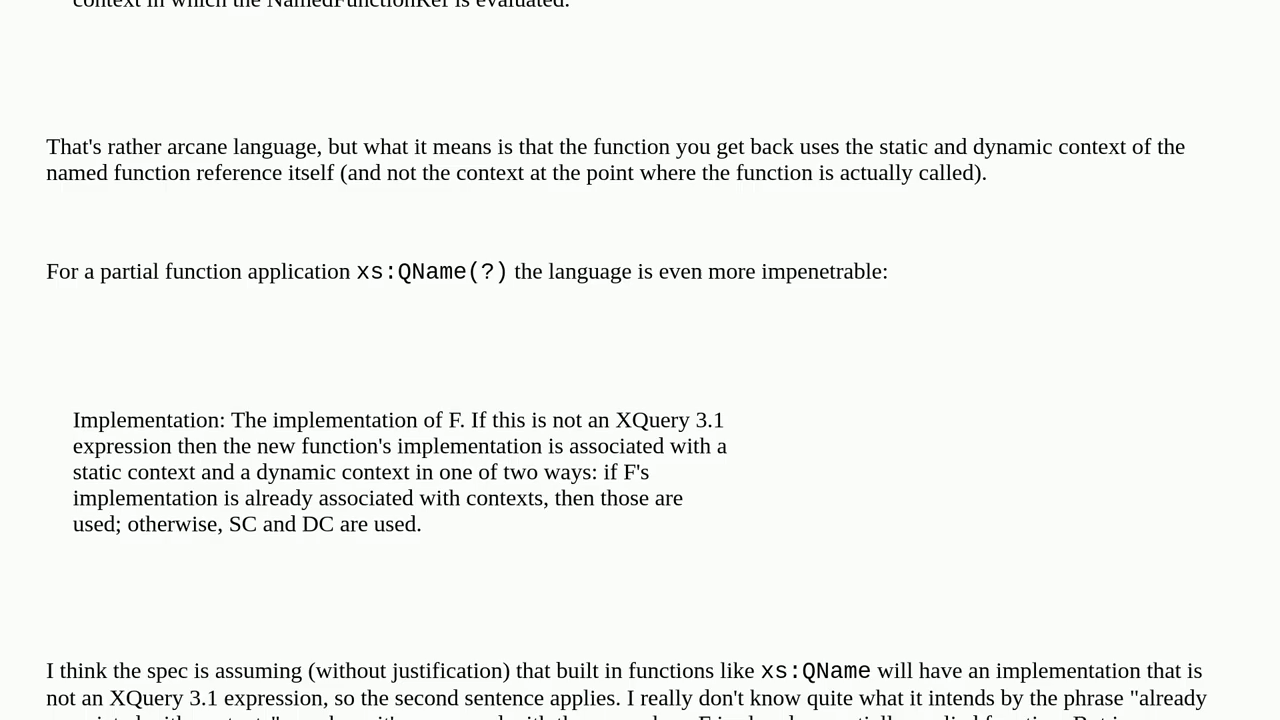 context in which the NamedFunctionRef is evaluated.
That's rather arcane language, but what it means is that the function you get back uses the static and dynamic context of the
named function reference itself (and not the context at the point where the function is actually called).
For a partial function application xs:QName(?) the language is even more impenetrable:
Implementation: The implementation of F. If this is not an XQuery 3.1
expression then the new function's implementation is associated with a
static context and a dynamic context in one of two ways: if F's
implementation is already associated with contexts, then those are
used; otherwise, SC and DC are used.
I think the spec is assuming (without justification) that built in functions like xs:QName will have an implementation that is
not an XQuery 3.1 expression, so the second sentence applies. I really don't know quite what it intends by the phrase "already